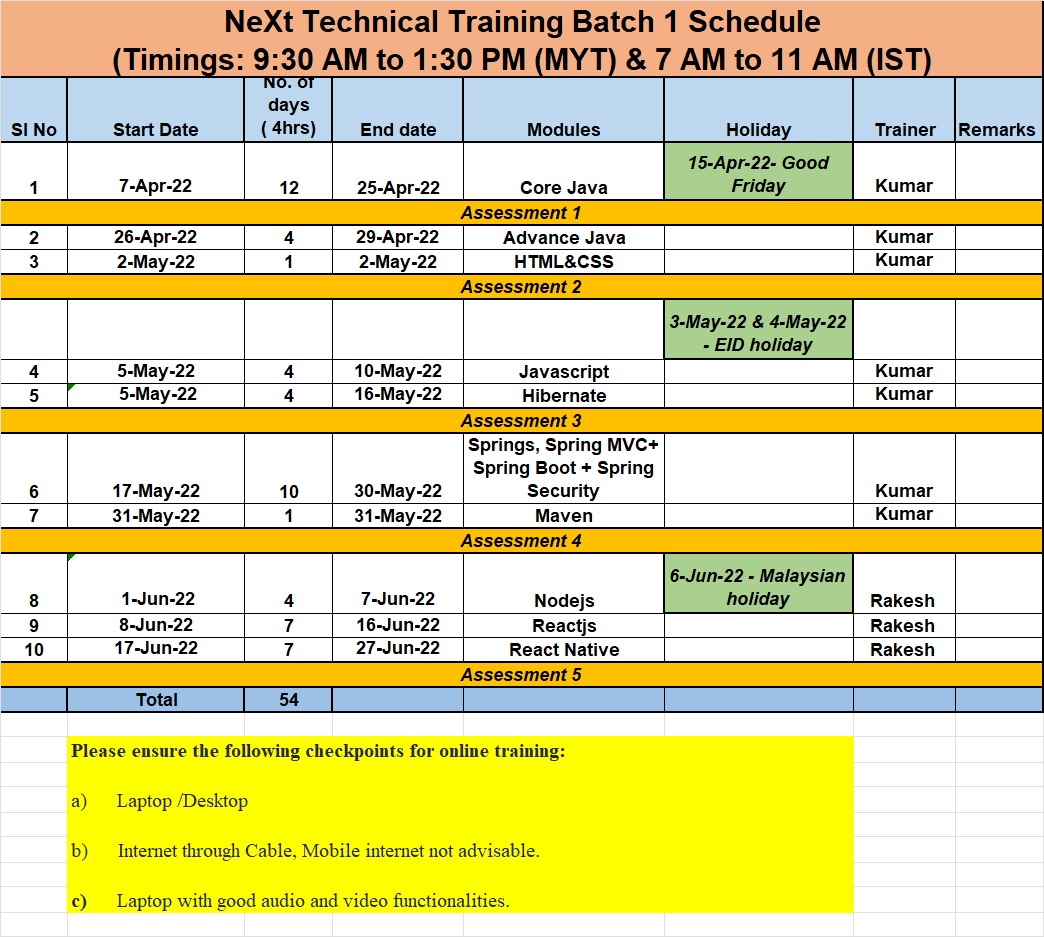 NeXt Technical Training Batch 1 Schedule
(Timings: 9:30 AM to 1:30 PM (MYT) & 7 AM to 11 AM (IST)
Sl No Start Date No. of days ( 4hrs) End date Modules Holiday Trainer Remarks
1 7-Apr-22 12 25-Apr-22 Core Java 15-Apr-22- Good Friday Kumar
Assessment 1
2 26-Apr-22 4 29-Apr-22 Advance Java Kumar
3 2-May-22 1 2-May-22 HTML&CSS Kumar
Assessment 2
3-May-22 & 4-May-22 - EID holiday
4 5-May-22 4 10-May-22 Javascript Kumar
5 5-May-22 4 16-May-22 Hibernate Kumar
Assessment 3
6 17-May-22 10 30-May-22 Springs, Spring MVC+ Spring Boot + Spring Security Kumar
7 31-May-22 1 31-May-22 Maven Kumar
Assessment 4
8 1-Jun-22 4 7-Jun-22 Nodejs 6-Jun-22 - Malaysian holiday Rakesh
9 8-Jun-22 7 16-Jun-22 Reactjs Rakesh
10 17-Jun-22 7 27-Jun-22 React Native Rakesh
Assessment 5
Total 54
Please ensure the following checkpoints for online training:
a) Laptop /Desktop
b) Internet through Cable, Mobile internet not advisable.
c) Laptop with good audio and video functionalities.